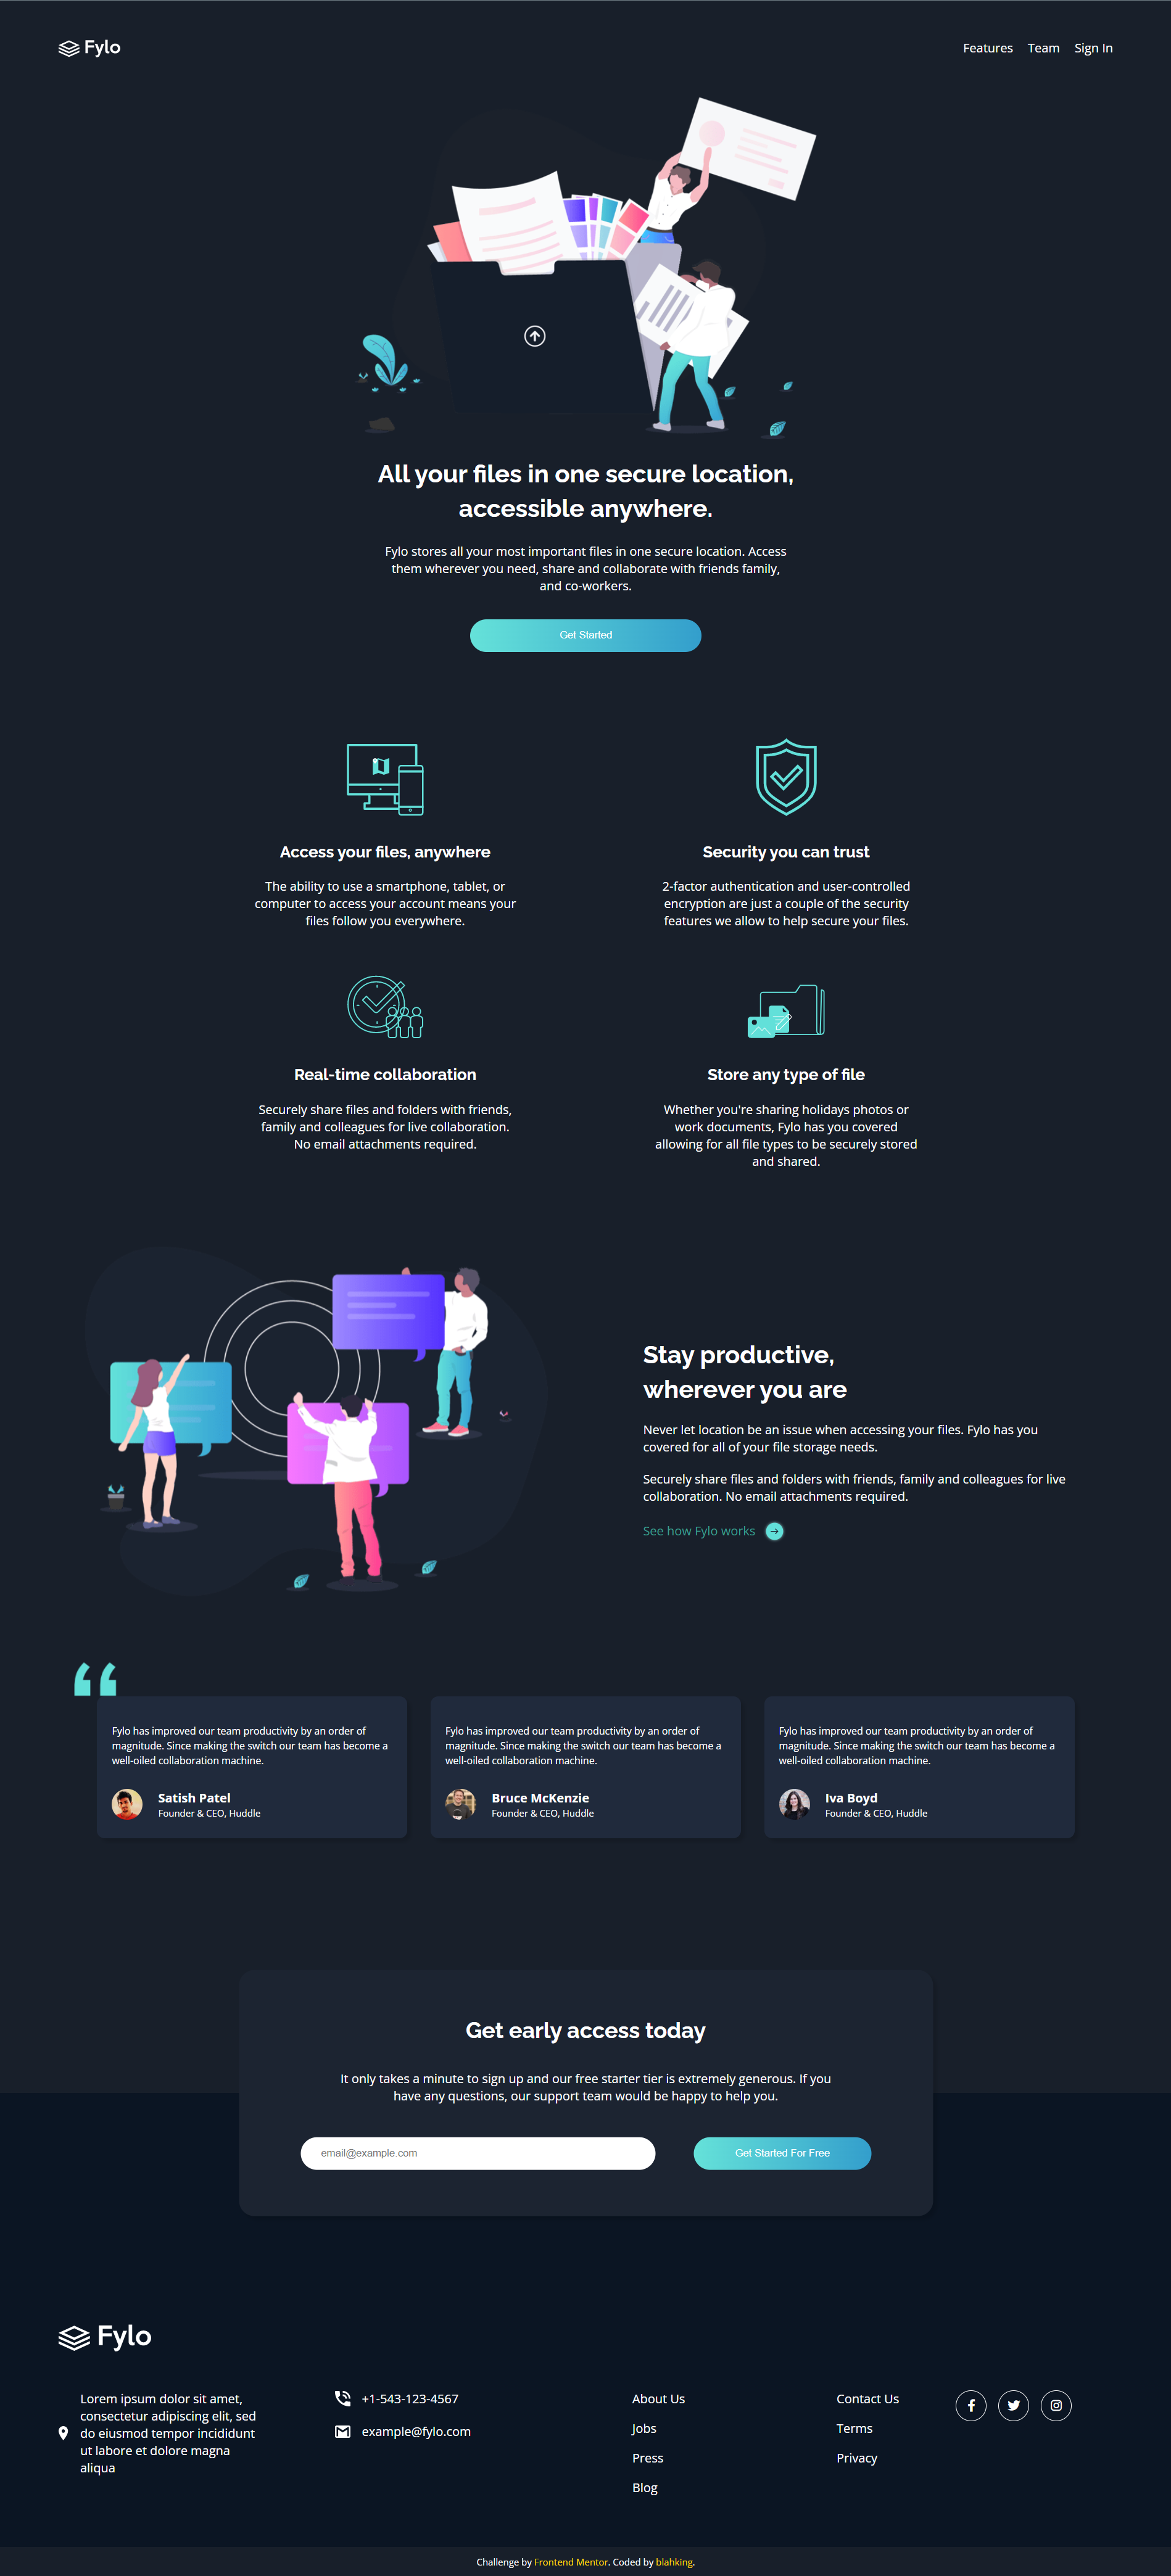 Fylo
Features Team Sign In
All your files in one secure location,
accessible anywhere.
Fylo stores all your most important files in one secure location. Access
them wherever you need, share and collaborate with friends family,
and co-workers.
Get Started
Access your files, anywhere
The ability to use a smartphone, tablet, or
computer to access your account means your
files follow you everywhere.
Security you can trust
2-factor authentication and user-controlled
encryption are just a couple of the security
features we allow to help secure your files.
Real-time collaboration
Securely share files and folders with friends,
family and colleagues for live collaboration.
No email attachments required.
Store any type of file
Whether you're sharing holidays photos or
work documents, Fylo has you covered
allowing for all file types to be securely stored
and shared.
Stay productive,
wherever you are
Never let location be an issue when accessing your files. Fylo has you
covered for all of your file storage needs.
Securely share files and folders with friends, family and colleagues for live
collaboration. No email attachments required.
See how Fylo works
Fylo has improved our team productivity by an order of
magnitude. Since making the switch our team has become a
well-oiled collaboration machine.
Satish Patel
Founder & CEO, Huddle
Fylo has improved our team productivity by an order of
magnitude. Since making the switch our team has become a
well-oiled collaboration machine.
Bruce McKenzie
Founder & CEO, Huddle
Fylo has improved our team productivity by an order of
magnitude. Since making the switch our team has become a
well-oiled collaboration machine.
Iva Boyd
Founder & CEO, Huddle
Get early access today
It only takes a minute to sign up and our free starter tier is extremely generous. If you
have any questions, our support team would be happy to help you.
email@example.com
Get Started For Free
Fylo
Lorem ipsum dolor sit amet,
consectetur adipiscing elit, sed
do eiusmod tempor incididunt
ut labore et dolore magna
aliqua
+1-543-123-4567
example@fylo.com
About Us
Jobs
Press
Blog
Contact Us
Terms
Privacy
Challenge by Frontend Mentor. Coded by blahking.